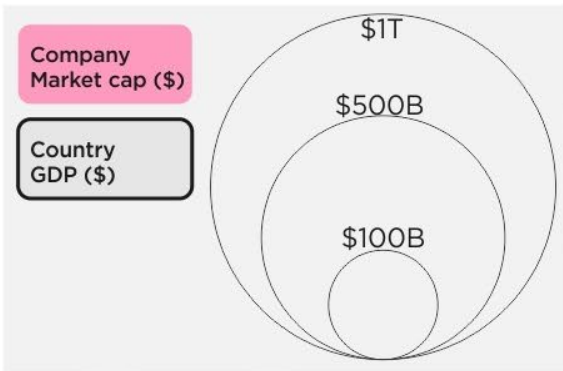 Company
Market cap ($)
Country
GDP ($)
$1T
$500B
$100B